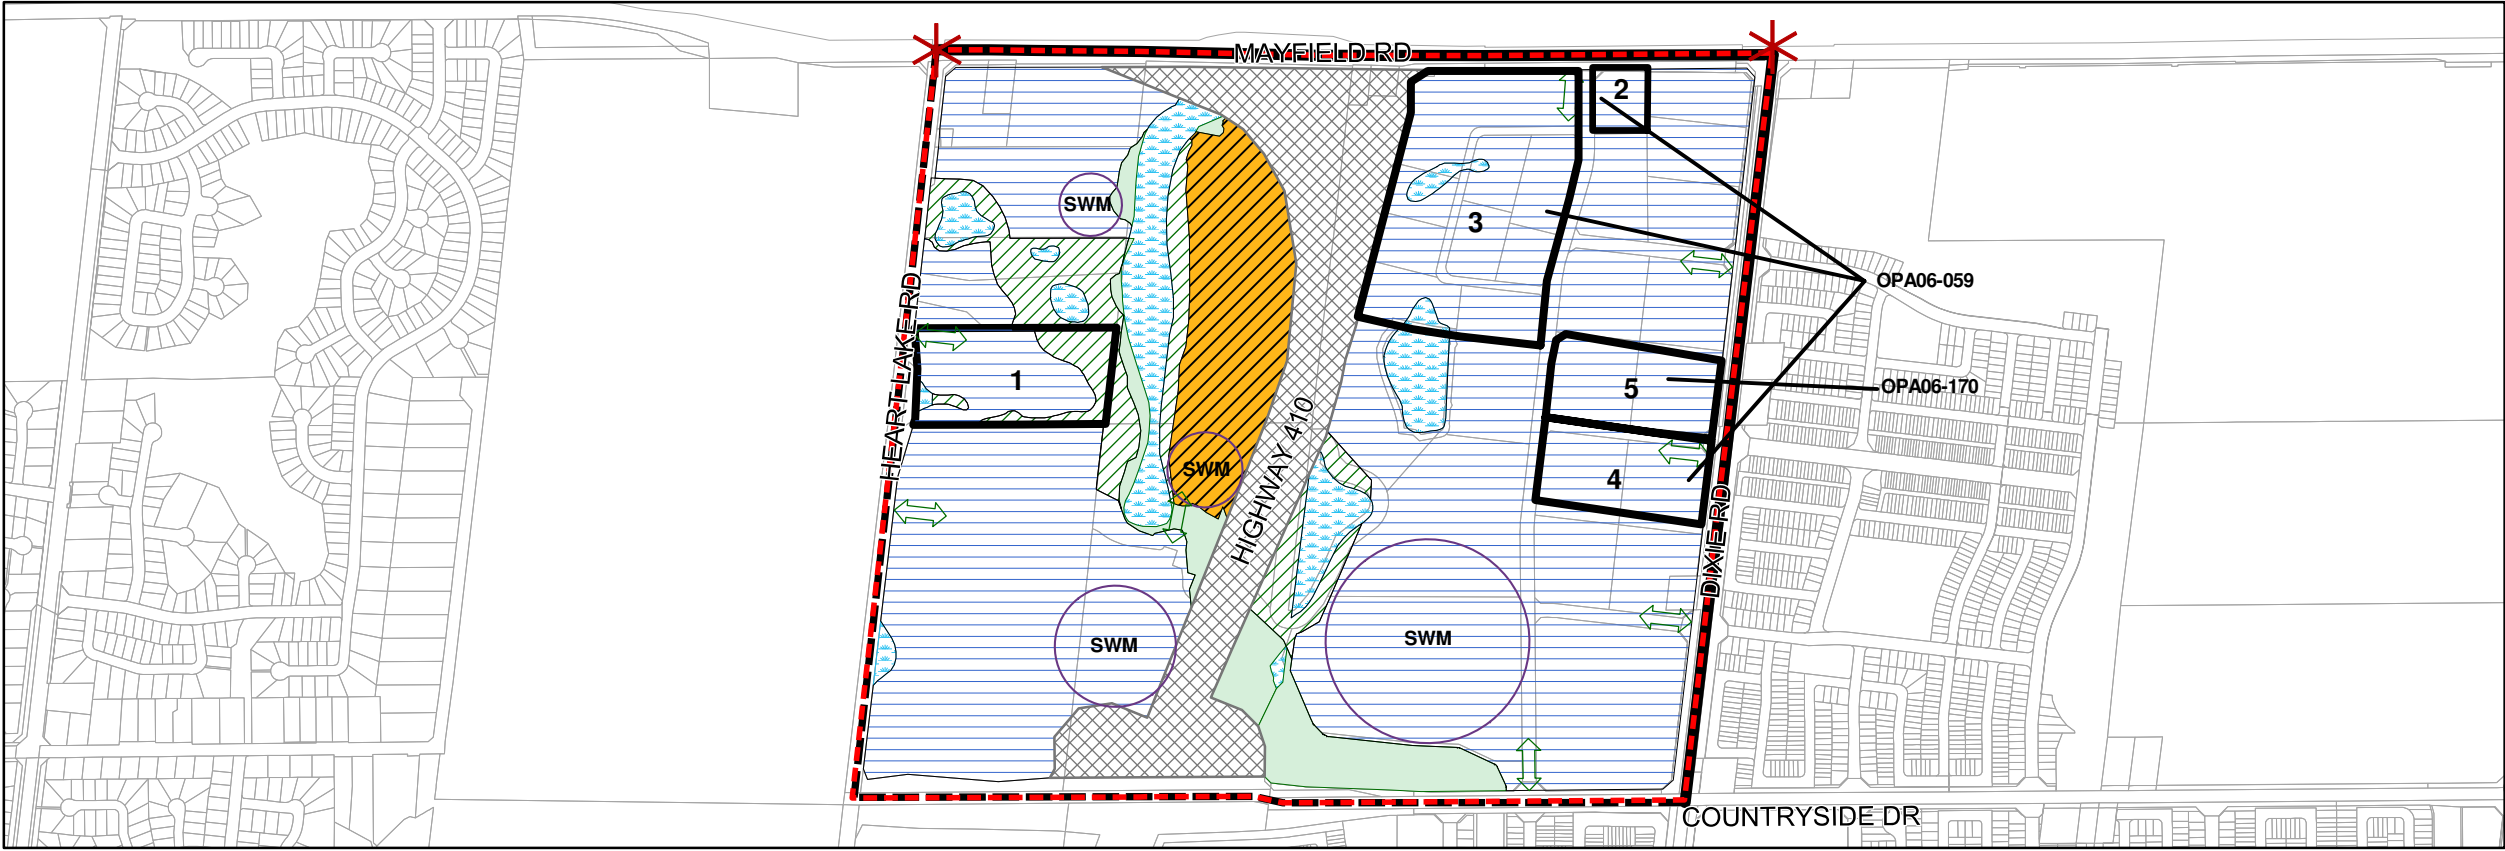 MAYFIELD RD
2
SWM
3
OPA06-059
HEART LAKE RD
1
5
OPA06-170
HIGHWAY 410
SWM
4
DIXIE RD
SWM
SWM
COUNTRYSIDE DR